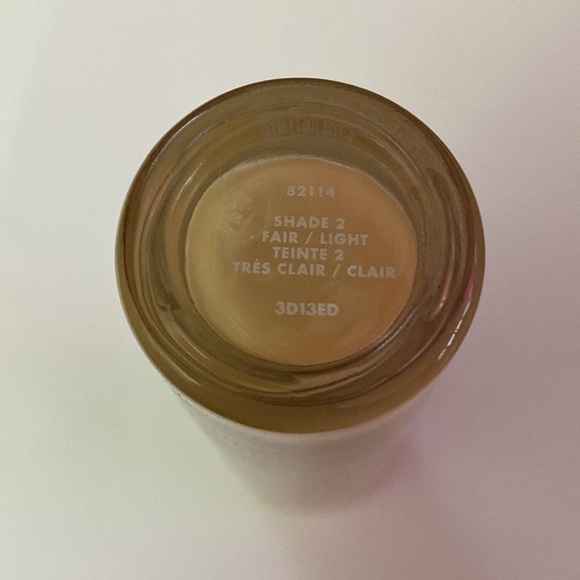 82114
SHADE 2
FAIR / LIGHT
TEINTE 2
TRÉS CLAIR / CLAIR
3D13ED